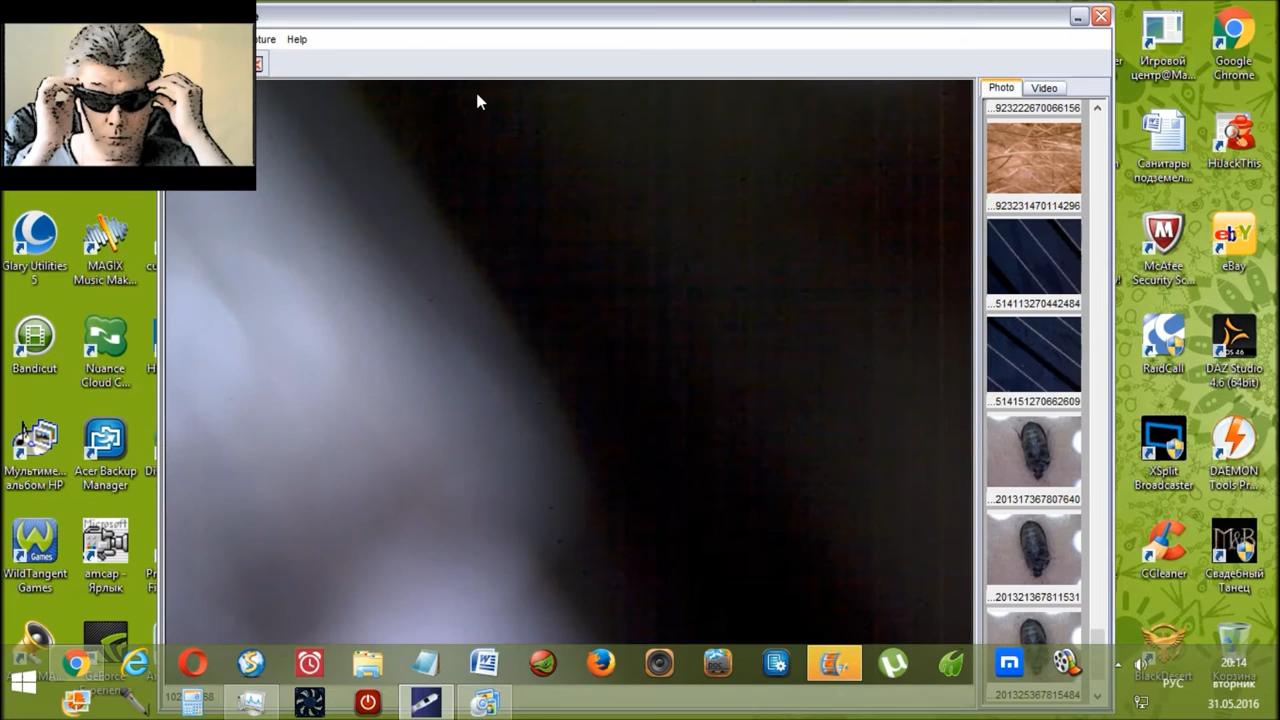 Help
Photo
Video
...923222670066156
...923231470114296
...514113270442484
...514151270662609
...201317367807640
...201321367811531
...201325367815484
Glary Utilities
5
MAGIX
Music Mak...
Bandicut
Nuance
Cloud C...
Мультиме...
альбом HP
Acer Backup
Manager
WildTangent
Games
Microsoft
amcap -
Ярлык
Игровой
центр@Ma...
Google
Chrome
Санитары
подземел...
HiJackThis
McAfee
Security Sc...
eBay
RaidCall
DAZ Studio
4.6 (64bit)
XSplit
Broadcaster
DAEMON
Tools Pr...
CCleaner
Свадебный
Танец
BlackDesert
Корзина
РУС
20:14
вторник
31.05.2016